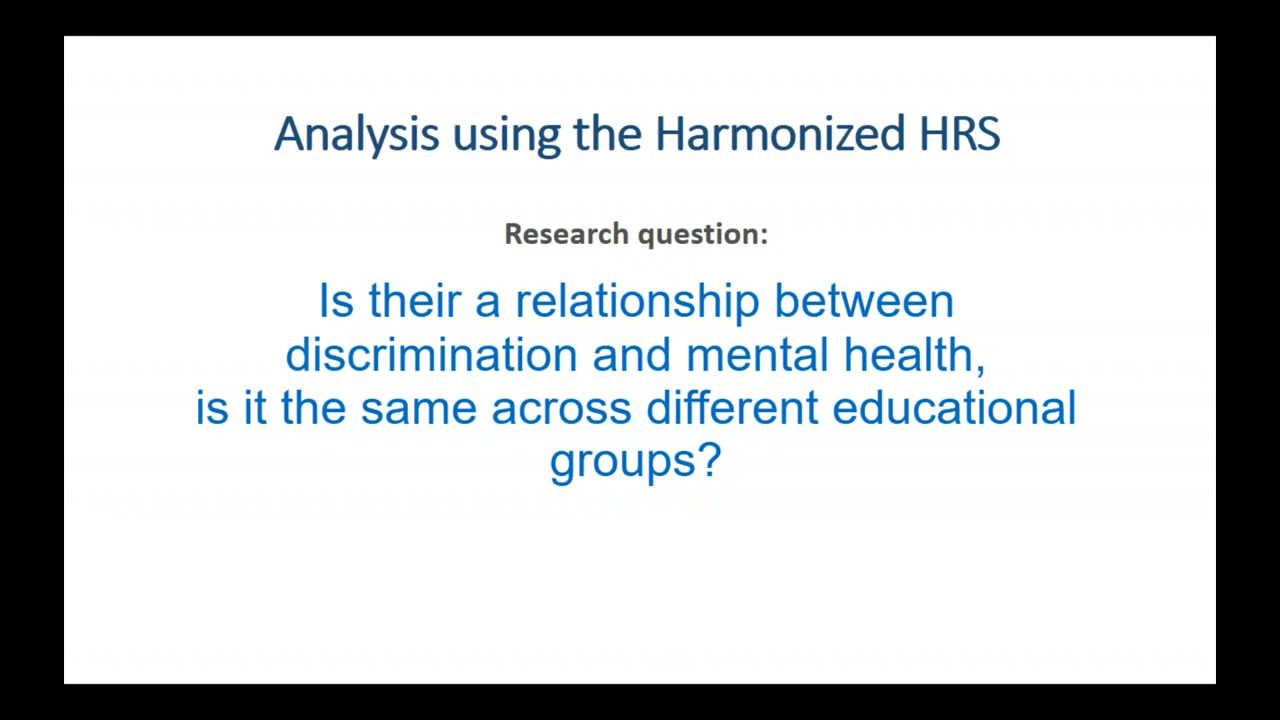 Analysis using the Harmonized HRS
Research question:
Is their a relationship between
discrimination and mental health,
is it the same across different educational
groups?